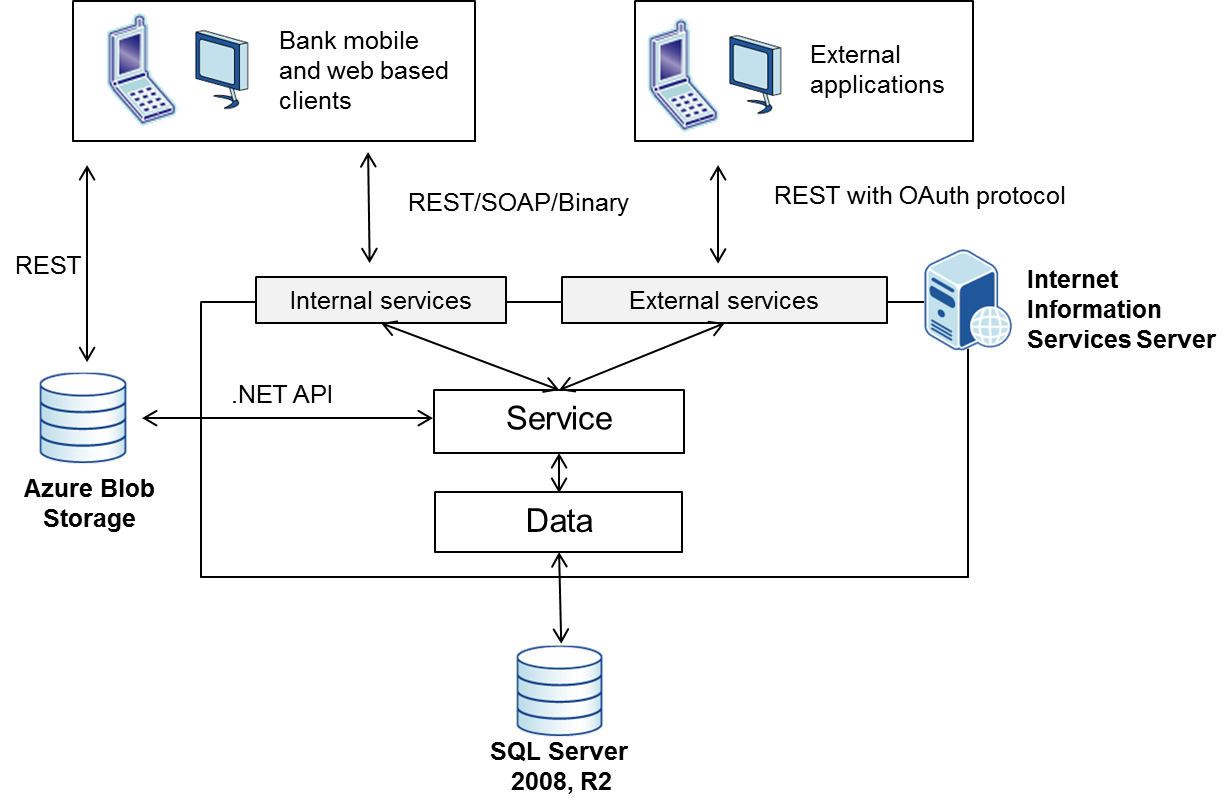 Bank mobile
and web based
clients
External
applications
REST/SOAP/Binary
REST with OAuth protocol
REST
Internal services
External services
Internet
Information
Services Server
.NET API
Service
Azure Blob
Storage
Data
SQL Server
2008, R2